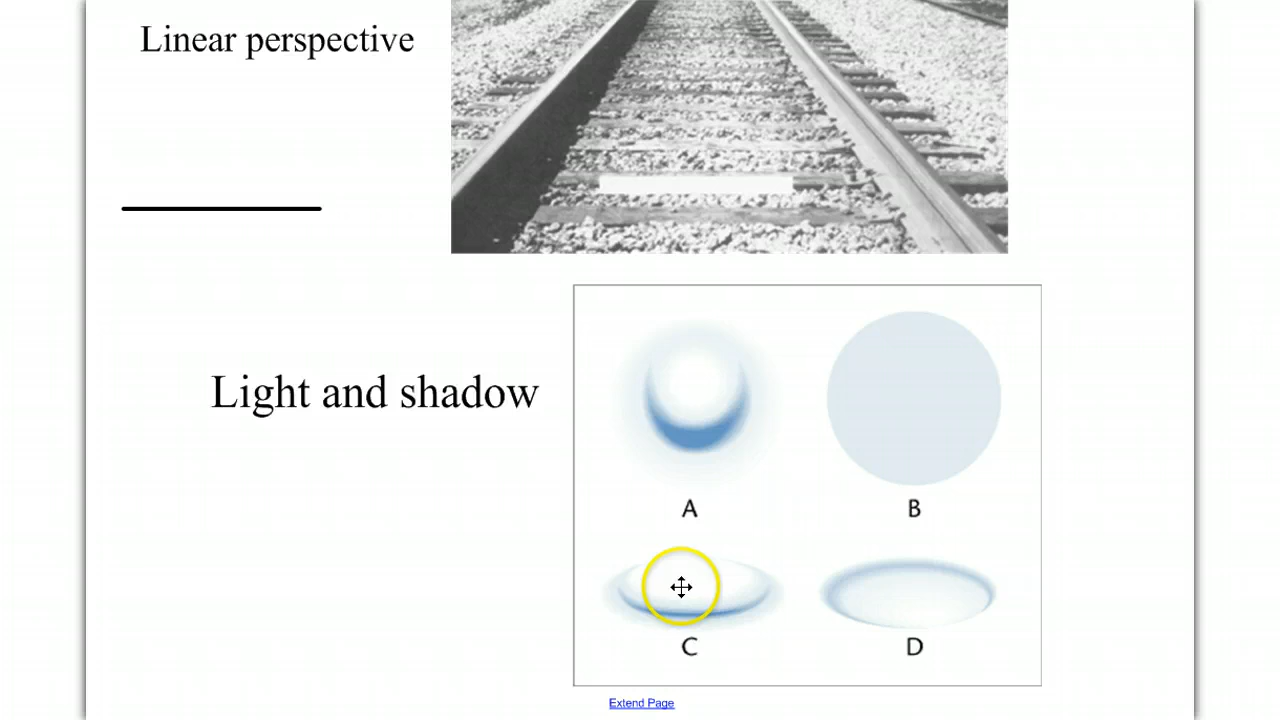 Linear perspective
Light and shadow
A
B
C
D
Extend Page